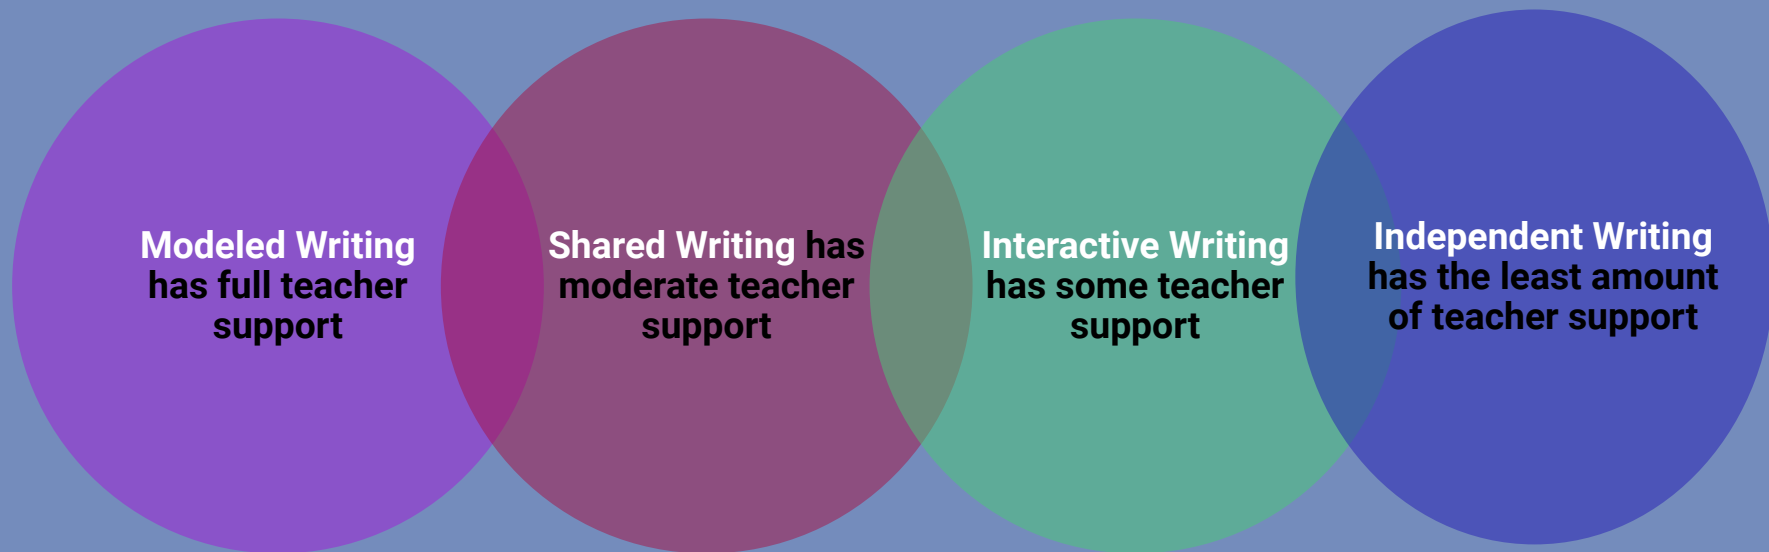 Modeled Writing
has full teacher
support
Shared Writing has
moderate teacher
support
Interactive Writing
has some teacher
support
Independent Writing
has the least amount
of teacher support